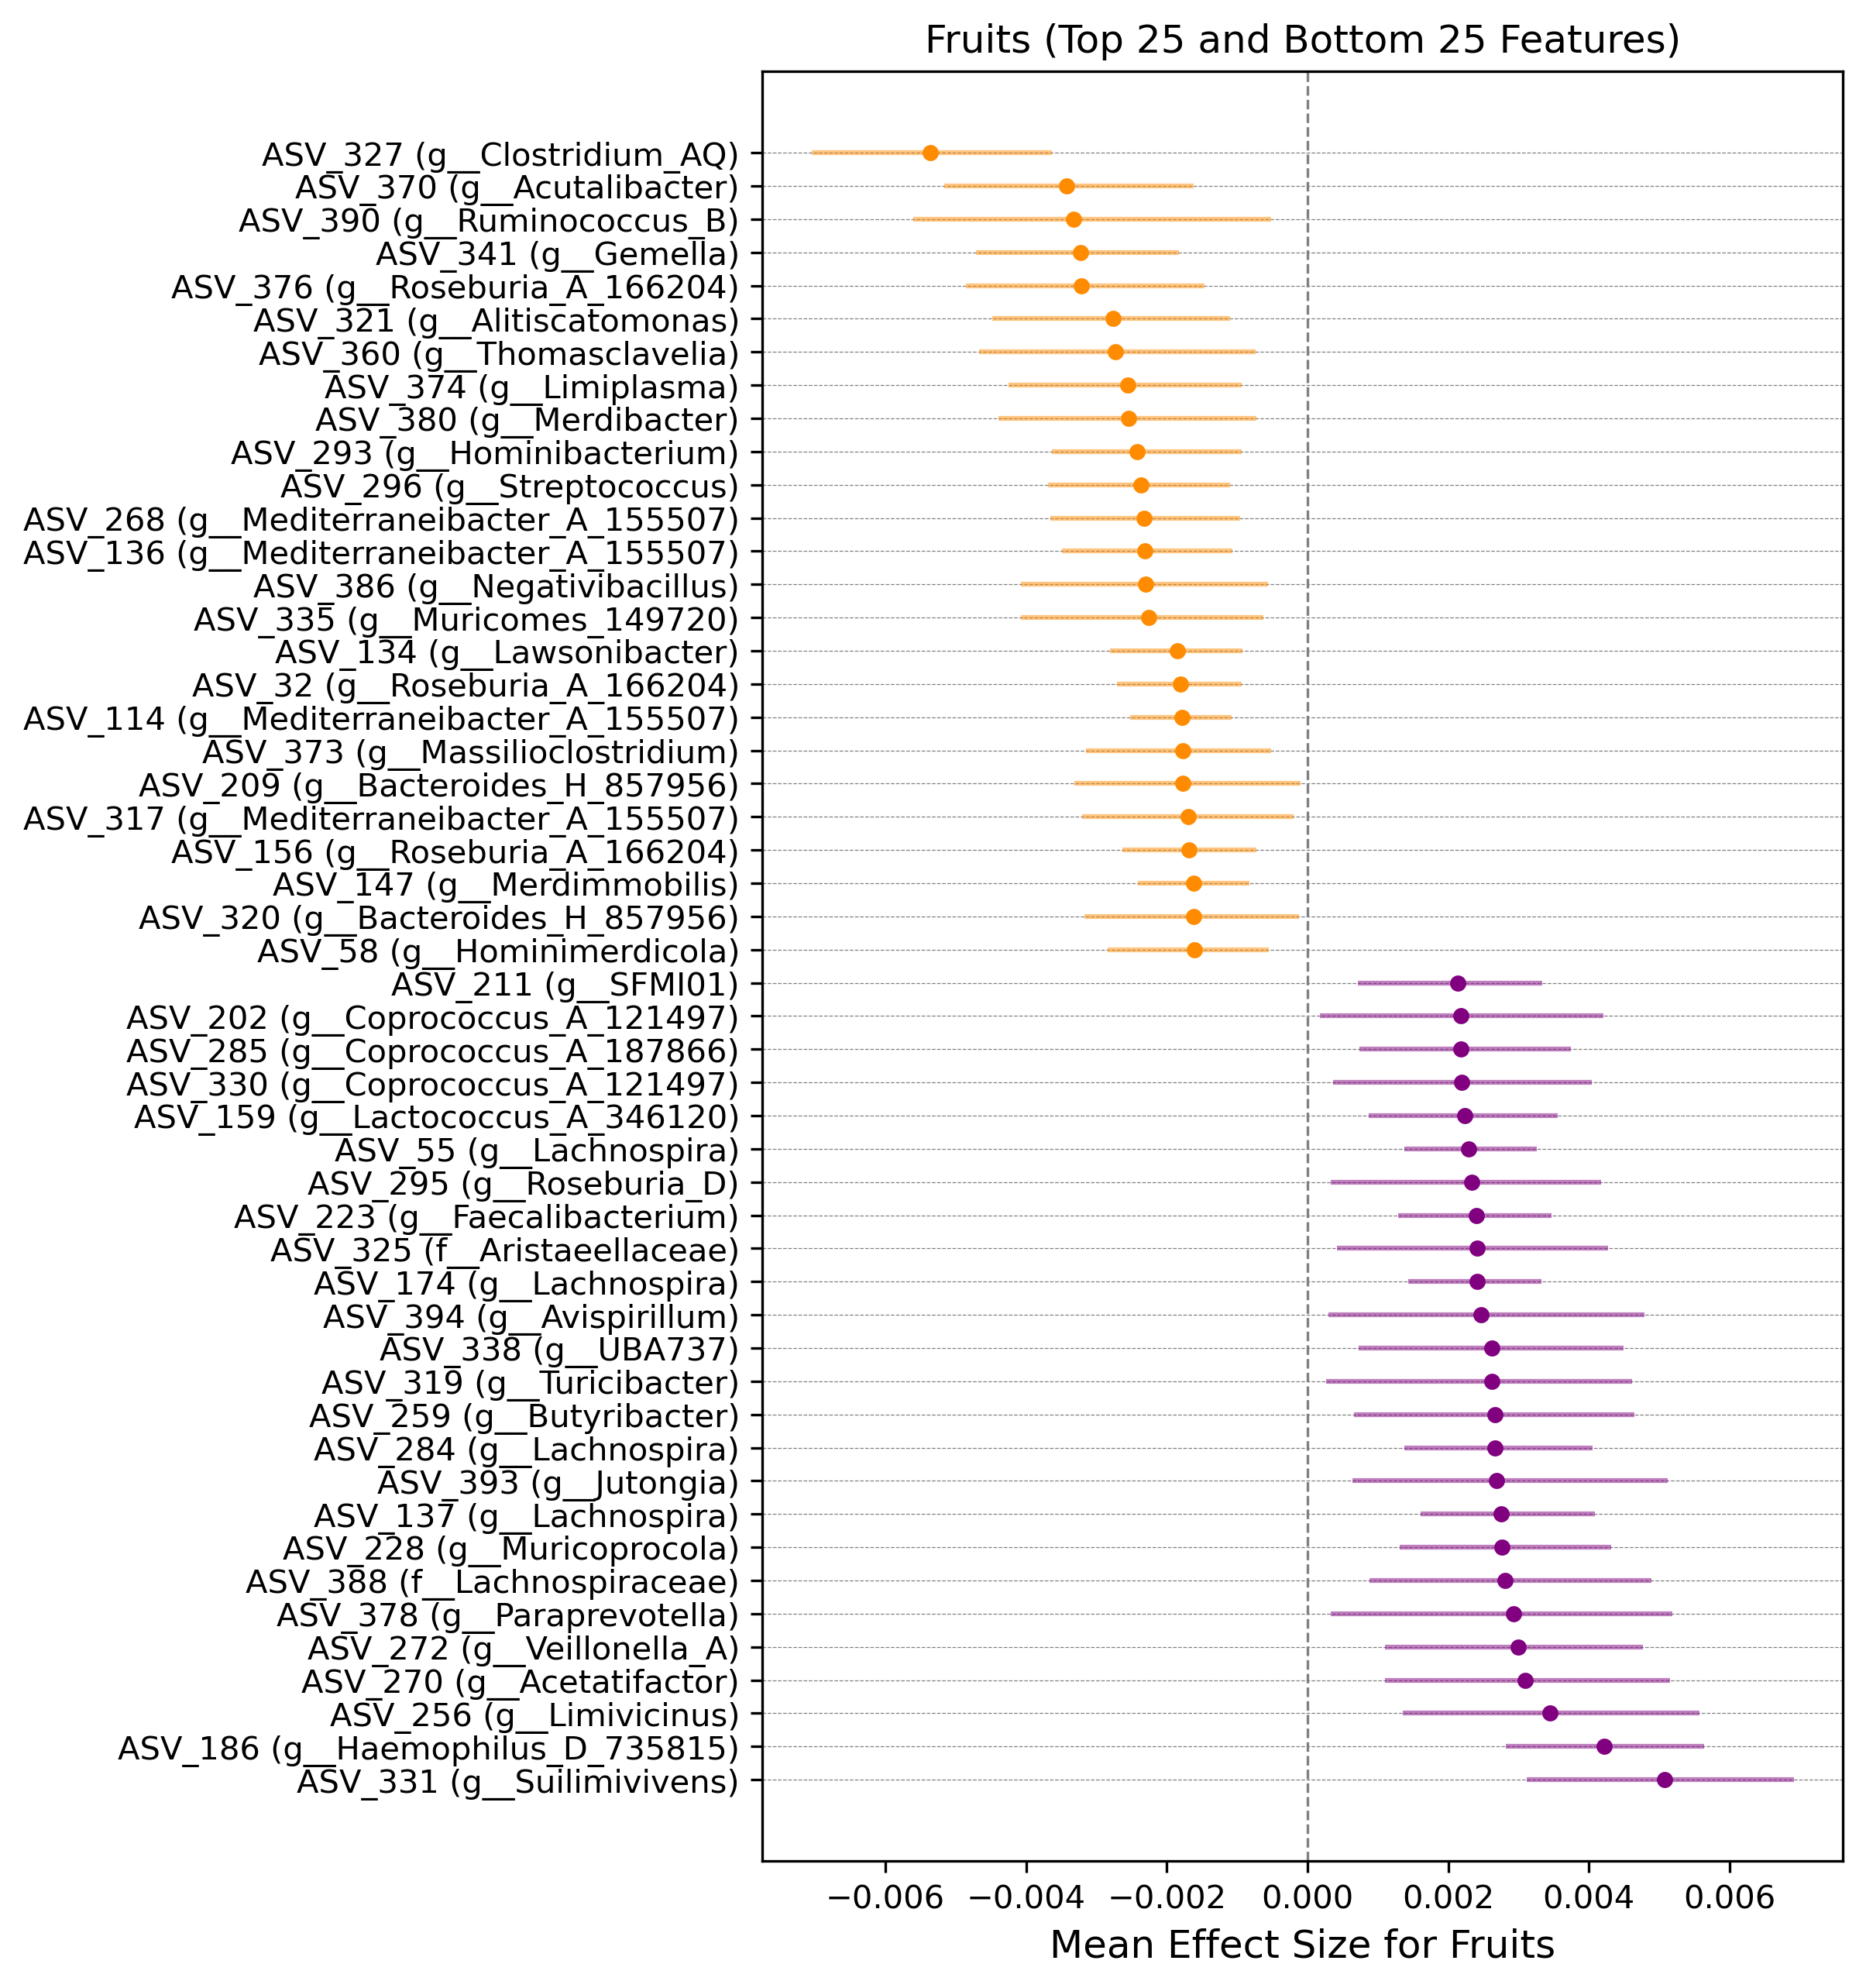 Fruits (Top 25 and Bottom 25 Features)
ASV_327 (g__Clostridium_AQ)
ASV_370 (g__Acutalibacter)
ASV_390 (g__Ruminococcus_B)
ASV_341 (g__Gemella)
ASV_376 (g__Roseburia_A_166204)
ASV_321 (g__Alitiscatomonas)
ASV_360 (g__Thomasclavelia)
ASV_374 (g__Limiplasma)
ASV_380 (g__Merdibacter)
ASV_293 (g__Hominibacterium)
ASV_296 (g__Streptococcus)
ASV_268 (g__Mediterraneibacter_A_155507)
ASV_136 (g__Mediterraneibacter_A_155507)
ASV_386 (g__Negativibacillus)
ASV_335 (g__Muricomes_149720)
ASV_134 (g__Lawsonibacter)
ASV_32 (g__Roseburia_A_166204)
ASV_114 (g__Mediterraneibacter_A_155507)
ASV_373 (g__Massilioclostridium)
ASV_209 (g__Bacteroides_H_857956)
ASV_317 (g__Mediterraneibacter_A_155507)
ASV_156 (g__Roseburia_A_166204)
ASV_147 (g__Merdimmobilis)
ASV_320 (g__Bacteroides_H_857956)
ASV_58 (g__Hominimerdicola)
ASV_211 (g__SFMI01)
ASV_202 (g__Coprococcus_A_121497)
ASV_285 (g__Coprococcus_A_187866)
ASV_330 (g__Coprococcus_A_121497)
ASV_159 (g__Lactococcus_A_346120)
ASV_55 (g__Lachnospira)
ASV_295 (g__Roseburia_D)
ASV_223 (g__Faecalibacterium)
ASV_325 (f__Aristaeellaceae)
ASV_174 (g__Lachnospira)
ASV_394 (g__Avispirillum)
ASV_338 (g__UBA737)
ASV_319 (g__Turicibacter)
ASV_259 (g__Butyribacter)
ASV_284 (g__Lachnospira)
ASV_393 (g__Jutongia)
ASV_137 (g__Lachnospira)
ASV_228 (g__Muricoprocola)
ASV_388 (f__Lachnospiraceae)
ASV_378 (g__Paraprevotella)
ASV_272 (g__Veillonella_A)
ASV_270 (g__Acetatifactor)
ASV_256 (g__Limivicinus)
ASV_186 (g__Haemophilus_D_735815)
ASV_331 (g__Suilimivivens)
−0.006 −0.004 −0.002 0.000 0.002 0.004 0.006
Mean Effect Size for Fruits